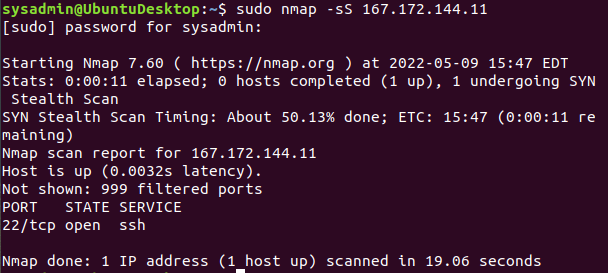 sysadmin@UbuntuDesktop:~$ sudo nmap -sS 167.172.144.11
[sudo] password for sysadmin:
Starting Nmap 7.60 ( https://nmap.org ) at 2022-05-09 15:47 EDT
Stats: 0:00:11 elapsed; 0 hosts completed (1 up), 1 undergoing SYN
 Stealth Scan
SYN Stealth Scan Timing: About 50.13% done; ETC: 15:47 (0:00:11 re
maining)
Nmap scan report for 167.172.144.11
Host is up (0.0032s latency).
Not shown: 999 filtered ports
PORT   STATE SERVICE
22/tcp open  ssh
Nmap done: 1 IP address (1 host up) scanned in 19.06 seconds